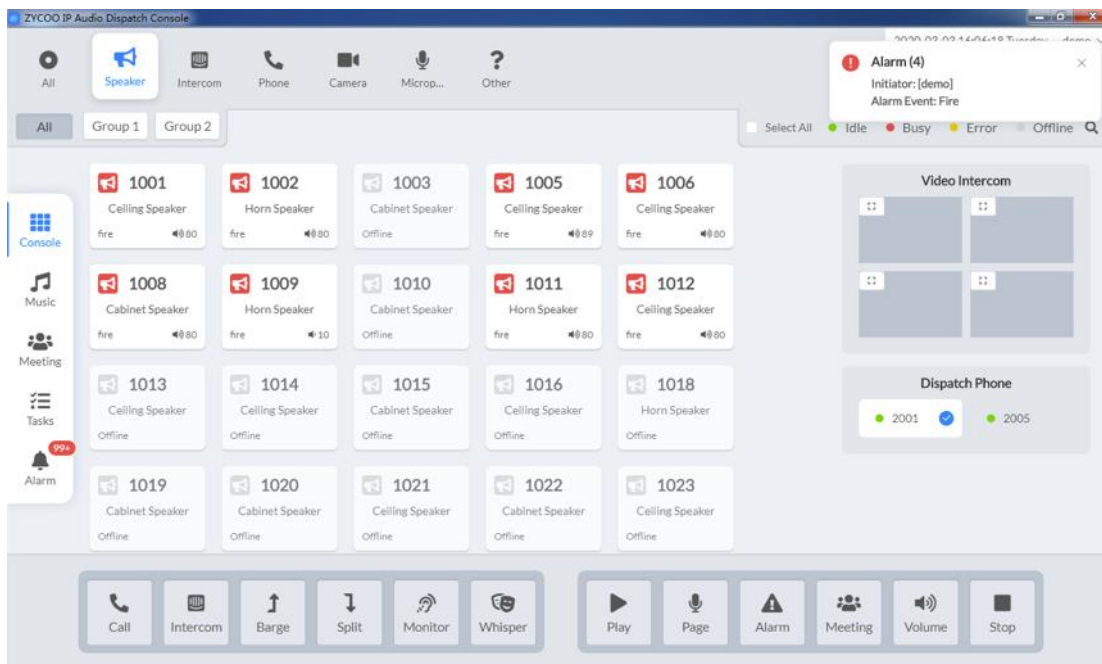 ZYCOO IP Audio Dispatch Console
All
Speaker
Intercom
Phone
Camera
Microp...
Other
Alarm (4)
Initiator: [demo]
Alarm Event: Fire
All
Group 1
Group 2
Select All
Idle
Busy
Error
Offline
1001
Ceiling Speaker
fire 80
1002
Horn Speaker
fire 80
1003
Cabinet Speaker
Offline
1005
Ceiling Speaker
fire 89
1006
Ceiling Speaker
fire 80
1008
Cabinet Speaker
fire 80
1009
Horn Speaker
fire 10
1010
Cabinet Speaker
Offline
1011
Horn Speaker
fire 80
1012
Ceiling Speaker
fire 80
1013
Ceiling Speaker
Offline
1014
Ceiling Speaker
Offline
1015
Cabinet Speaker
Offline
1016
Ceiling Speaker
Offline
1018
Horn Speaker
Offline
1019
Cabinet Speaker
Offline
1020
Cabinet Speaker
Offline
1021
Ceiling Speaker
Offline
1022
Cabinet Speaker
Offline
1023
Ceiling Speaker
Offline
Console
Music
Meeting
Tasks
99+
Alarm
Video Intercom
Dispatch Phone
2001
2005
Call
Intercom
Barge
Split
Monitor
Whisper
Play
Page
Alarm
Meeting
Volume
Stop